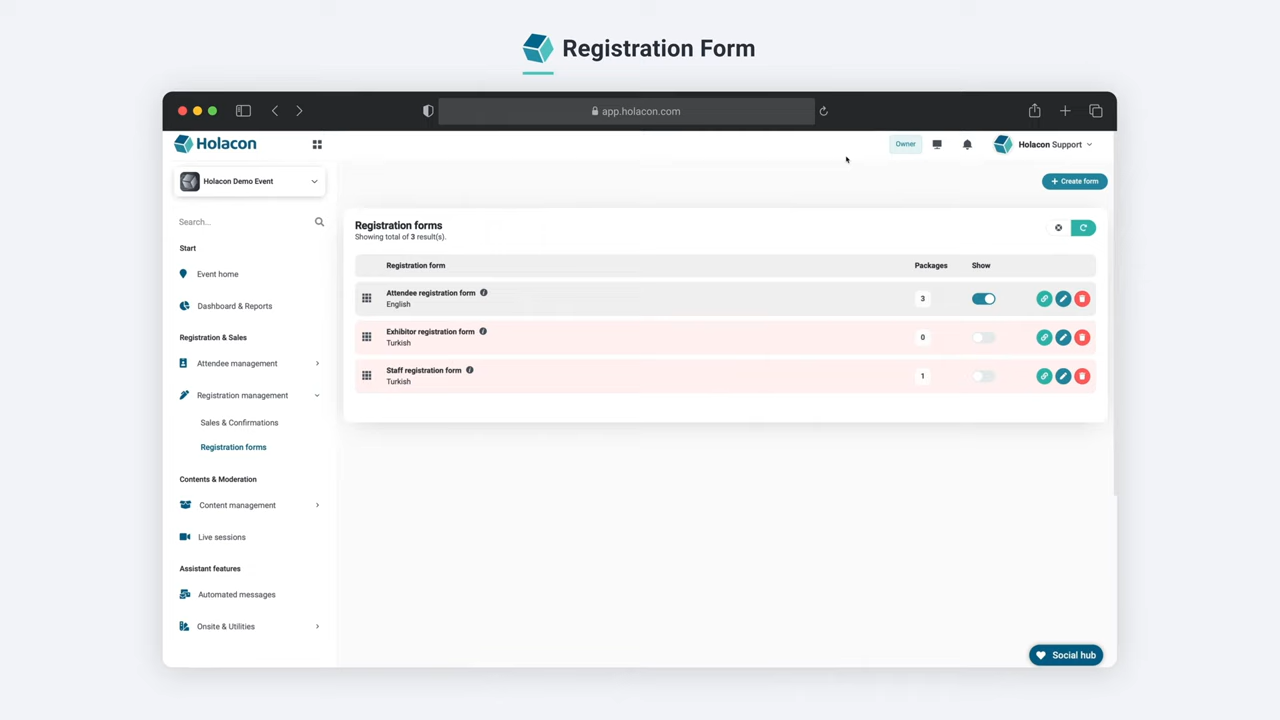 Registration Form
app.holacon.com
Holacon
Owner
Holacon Support
Holacon Demo Event
Create form
Search...
Start
Event home
Dashboard & Reports
Registration & Sales
Attendee management
Registration management
Sales & Confirmations
Registration forms
Contents & Moderation
Content management
Live sessions
Assistant features
Automated messages
Onsite & Utilities
Registration forms
Showing total of 3 result(s).
Registration form Packages Show
Attendee registration form
English
3
Exhibitor registration form
Turkish
0
Staff registration form
Turkish
1
Social hub